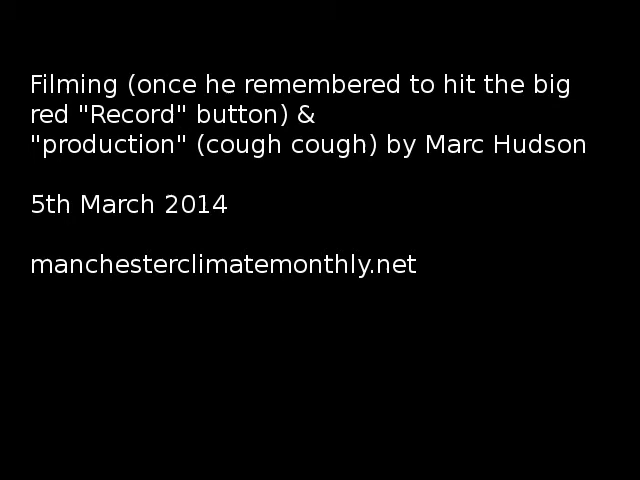 Filming (once he remembered to hit the big
red "Record" button) &
"production" (cough cough) by Marc Hudson
5th March 2014
manchesterclimatemonthly.net